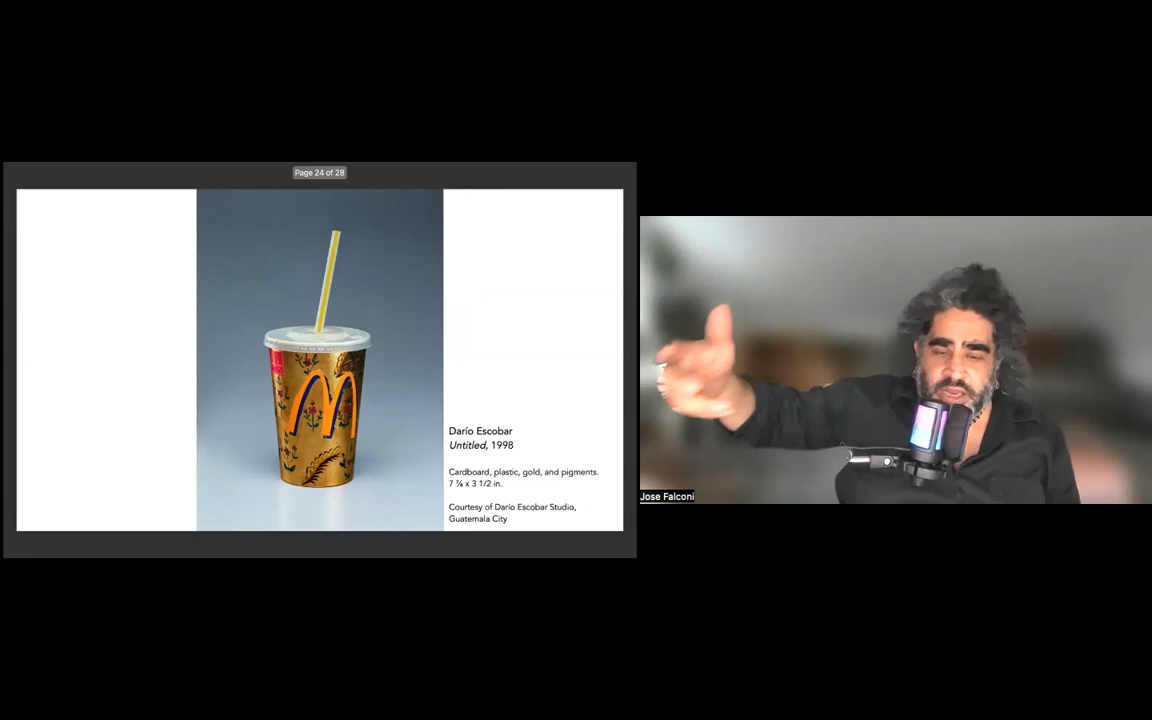 Page 24 of 28
Darío Escobar
Untitled, 1998
Cardboard, plastic, gold, and pigments.
7 ⅞ x 3 1/2 in.
Courtesy of Darío Escobar Studio,
Guatemala City
Jose Falconi